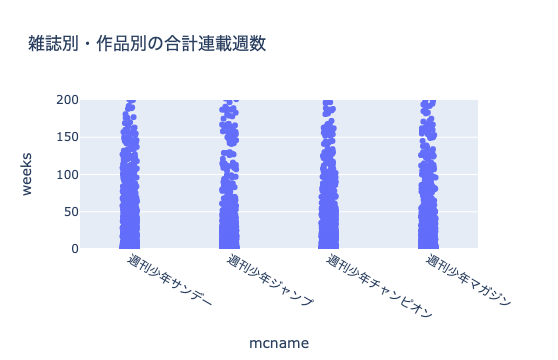 雑誌別・作品別の合計連載週数
200
150
100
50
0
weeks
週刊少年サンデー
週刊少年ジャンプ
週刊少年チャンピオン
週刊少年マガジン
mcname